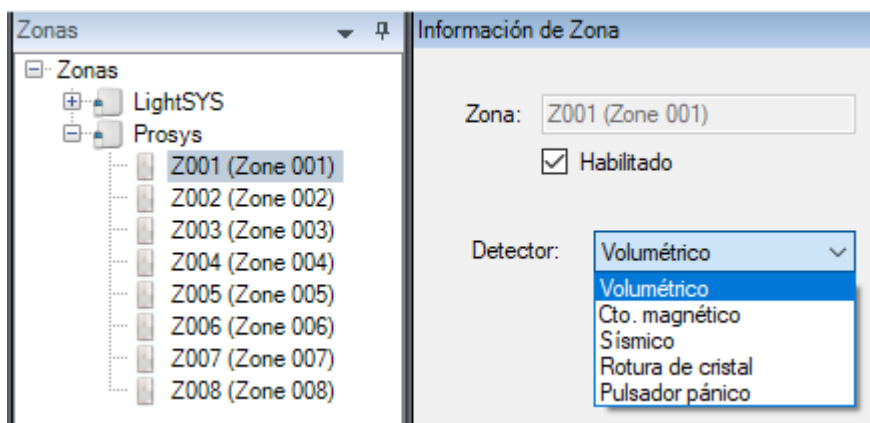 Zonas
Zonas
LightSYS
Prosys
Z001 (Zone 001)
Z002 (Zone 002)
Z003 (Zone 003)
Z004 (Zone 004)
Z005 (Zone 005)
Z006 (Zone 006)
Z007 (Zone 007)
Z008 (Zone 008)
Información de Zona
Zona: Z001 (Zone 001)
Habilitado
Detector: Volumétrico
Volumétrico
Cto. magnético
Sísmico
Rotura de cristal
Pulsador pánico